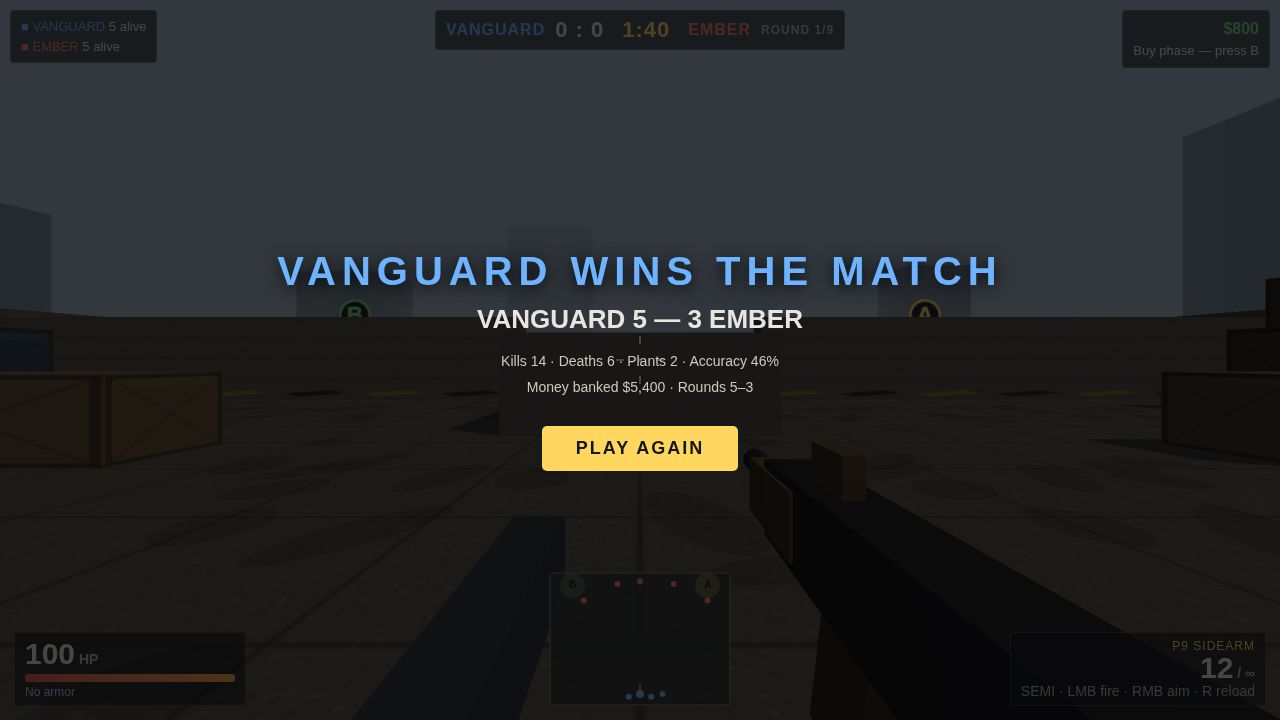 ■ VANGUARD 5 alive
■ EMBER 5 alive
VANGUARD 0 : 0 1:40 EMBER ROUND 1/9
$800
Buy phase — press B
B
A
VANGUARD WINS THE MATCH
VANGUARD 5 — 3 EMBER
Kills 14 · Deaths 6 · Plants 2 · Accuracy 46%
Money banked $5,400 · Rounds 5–3
PLAY AGAIN
B
A
100 HP
No armor
P9 SIDEARM
12 / ∞
SEMI · LMB fire · RMB aim · R reload